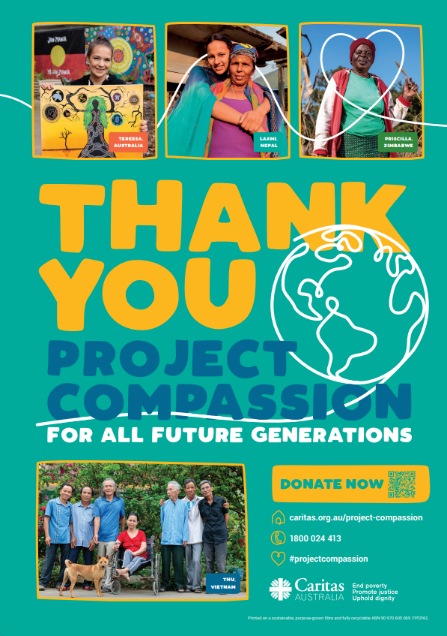 TEREESA,
AUSTRALIA
LAXMI,
NEPAL
PRISCILLA,
ZIMBABWE
THANK
YOU
PROJECT
COMPASSION
FOR ALL FUTURE GENERATIONS
DONATE NOW
caritas.org.au/project-compassion
1800 024 413
#projectcompassion
THU,
VIETNAM
Caritas
AUSTRALIA
End poverty
Promote justice
Uphold dignity